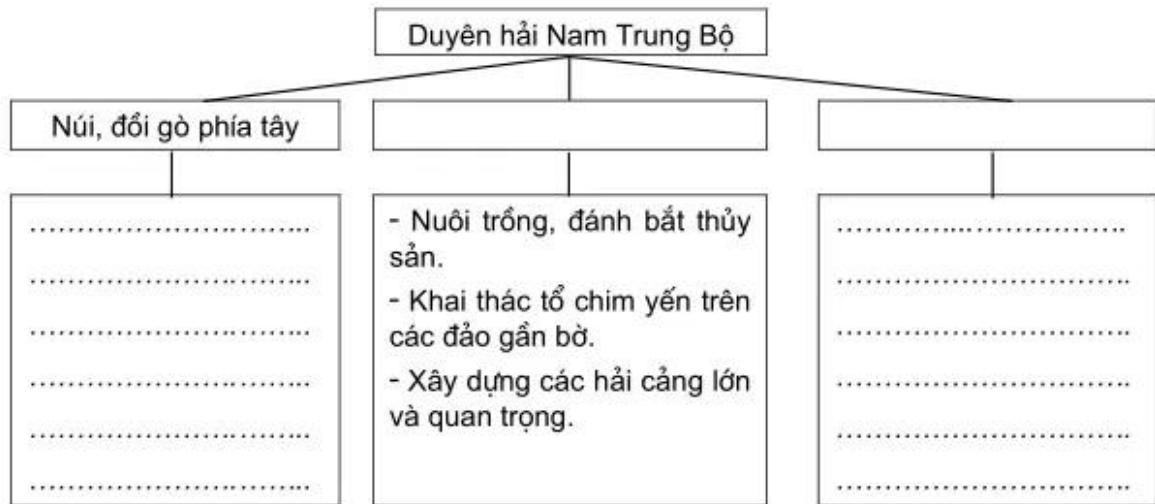 Duyên hải Nam Trung Bộ
Núi, đồi gò phía tây
…………………………..
…………………………..
…………………………..
…………………………..
…………………………..
…………………………..
- Nuôi trồng, đánh bắt thủy
sản.
- Khai thác tổ chim yến trên
các đảo gần bờ.
- Xây dựng các hải cảng lớn
và quan trọng.
…………………………..
…………………………..
…………………………..
…………………………..
…………………………..
…………………………..